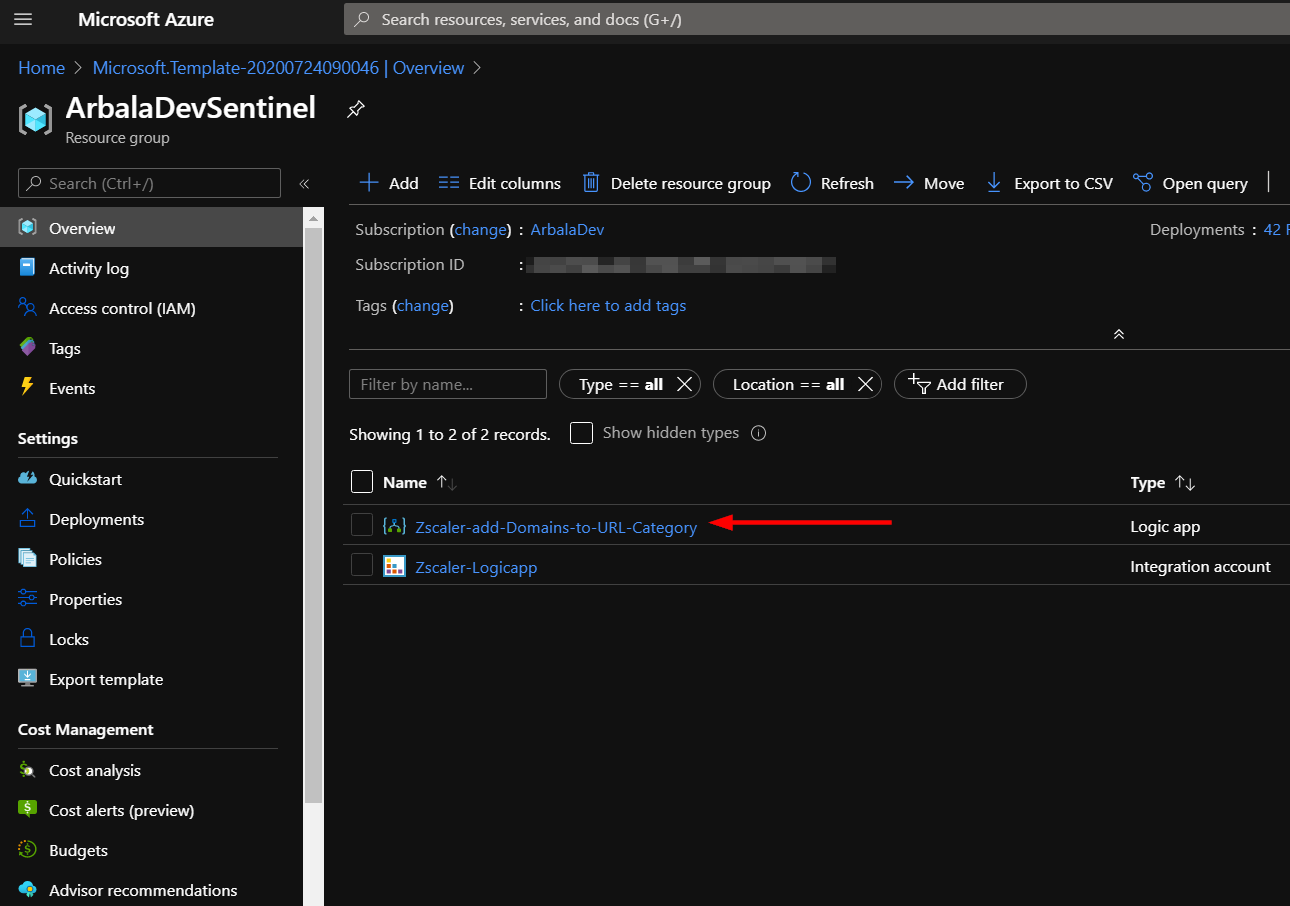 Microsoft Azure
Search resources, services, and docs (G+/)
Home > Microsoft.Template-20200724090046 | Overview >
ArbalaDevSentinel
Resource group
Search (Ctrl+/)
«
Add
Edit columns
Delete resource group
Refresh
Move
Export to CSV
Open query
Overview
Activity log
Access control (IAM)
Tags
Events
Settings
Quickstart
Deployments
Policies
Properties
Locks
Export template
Cost Management
Cost analysis
Cost alerts (preview)
Budgets
Advisor recommendations
Subscription (change) : ArbalaDev
Deployments : 42
Subscription ID :
Tags (change) : Click here to add tags
Filter by name...
Type == all
Location == all
Add filter
Showing 1 to 2 of 2 records.
Show hidden types
Name
Type
Zscaler-add-Domains-to-URL-Category
Logic app
Zscaler-Logicapp
Integration account